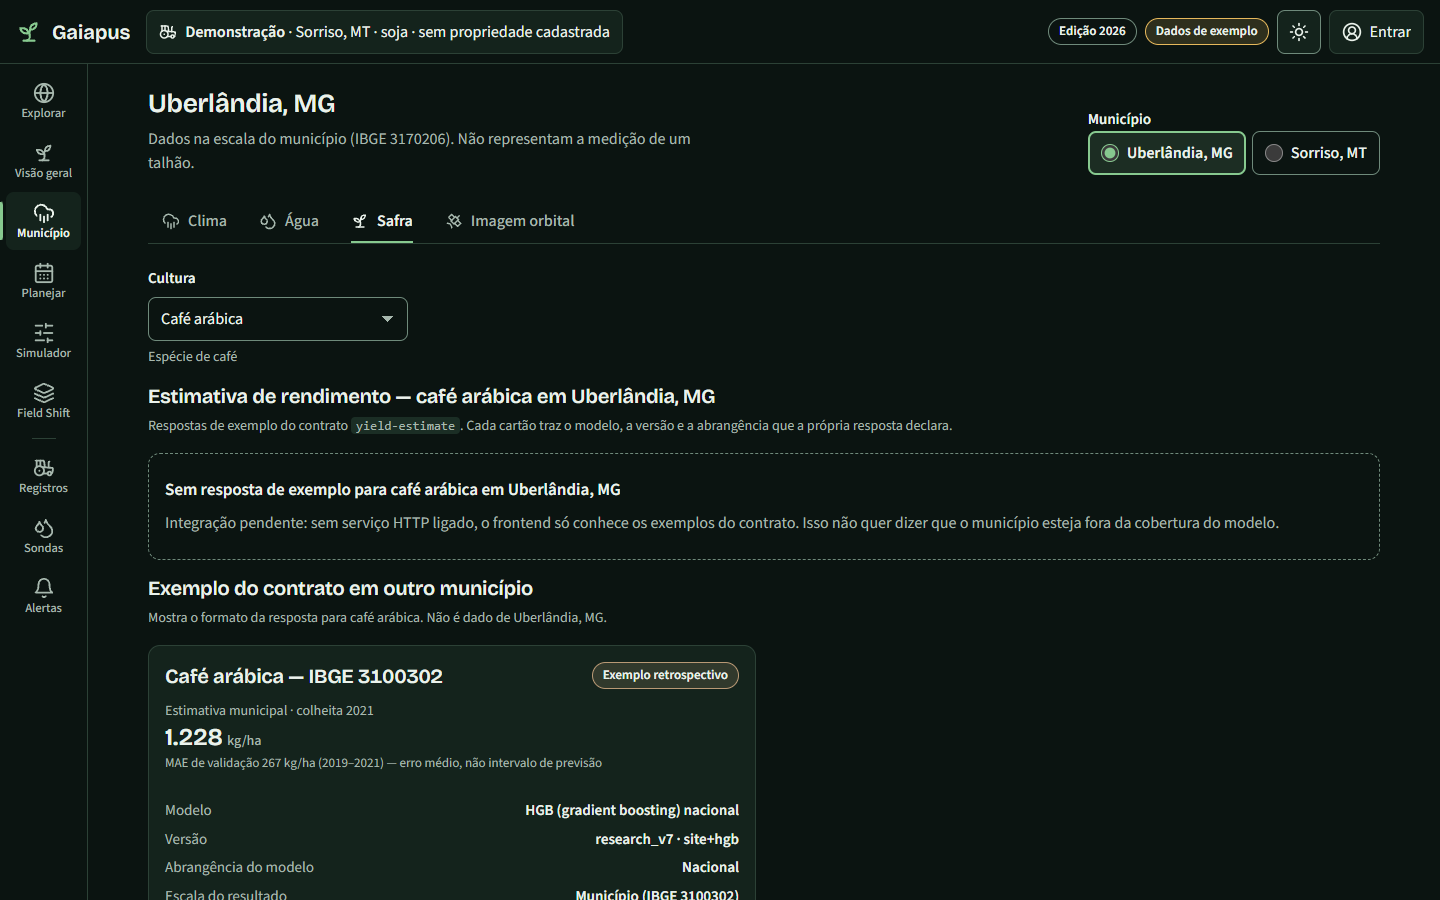 Gaiapus
Demonstração · Sorriso, MT · soja · sem propriedade cadastrada
Edição 2026
Dados de exemplo
Entrar
Explorar
Visão geral
Município
Planejar
Simulador
Field Shift
Registros
Sondas
Alertas
Uberlândia, MG
Dados na escala do município (IBGE 3170206). Não representam a medição de um
talhão.
Município
Uberlândia, MG
Sorriso, MT
Clima
Água
Safra
Imagem orbital
Cultura
Café arábica
Espécie de café
Estimativa de rendimento — café arábica em Uberlândia, MG
Respostas de exemplo do contrato yield-estimate. Cada cartão traz o modelo, a versão e a abrangência que a própria resposta declara.
Sem resposta de exemplo para café arábica em Uberlândia, MG
Integração pendente: sem serviço HTTP ligado, o frontend só conhece os exemplos do contrato. Isso não quer dizer que o município esteja fora da cobertura do modelo.
Exemplo do contrato em outro município
Mostra o formato da resposta para café arábica. Não é dado de Uberlândia, MG.
Café arábica — IBGE 3100302
Exemplo retrospectivo
Estimativa municipal · colheita 2021
1.228 kg/ha
MAE de validação 267 kg/ha (2019–2021) — erro médio, não intervalo de previsão
Modelo
HGB (gradient boosting) nacional
Versão
research_v7 · site+hgb
Abrangência do modelo
Nacional
Escala do resultado
Município (IBGE 3100302)